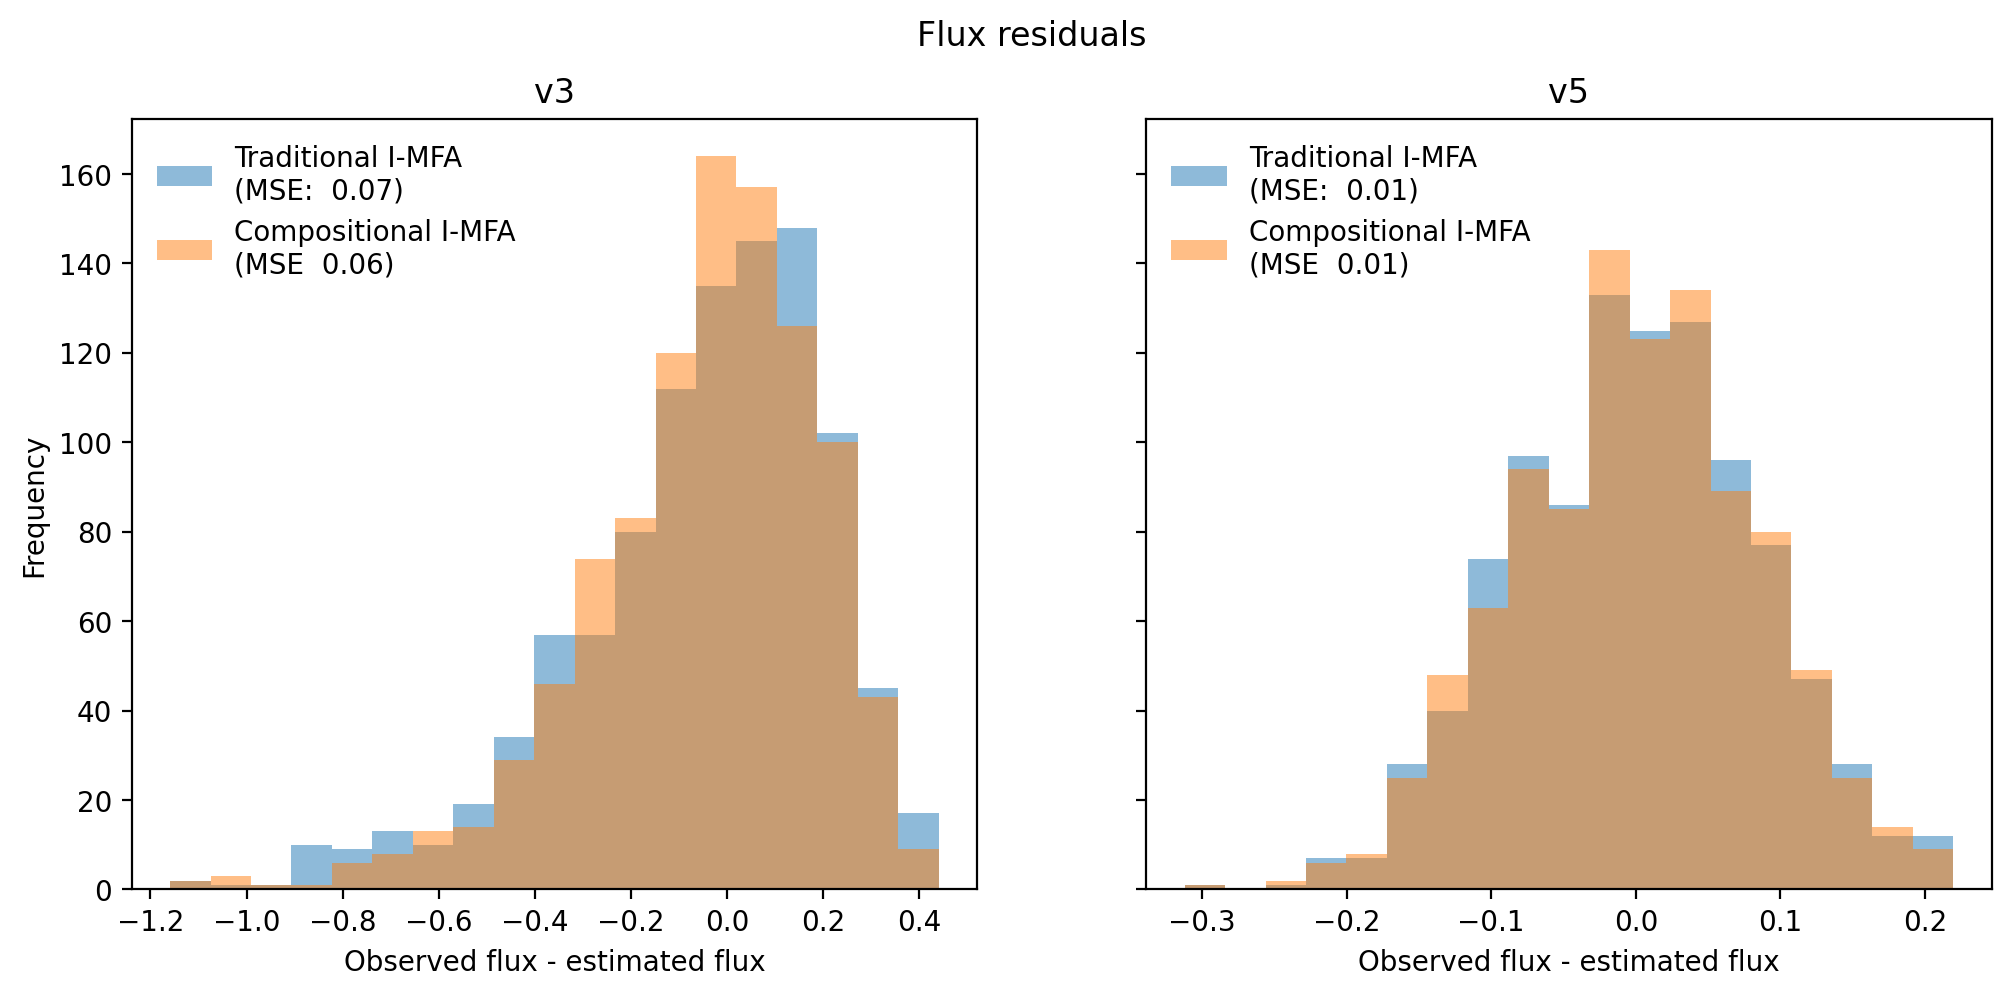 Flux residuals
v3
Traditional I-MFA
(MSE:  0.07)
Compositional I-MFA
(MSE  0.06)
Frequency
160
140
120
100
80
60
40
20
0
−1.2 −1.0 −0.8 −0.6 −0.4 −0.2 0.0 0.2 0.4
Observed flux - estimated flux
v5
Traditional I-MFA
(MSE:  0.01)
Compositional I-MFA
(MSE  0.01)
−0.3 −0.2 −0.1 0.0 0.1 0.2
Observed flux - estimated flux